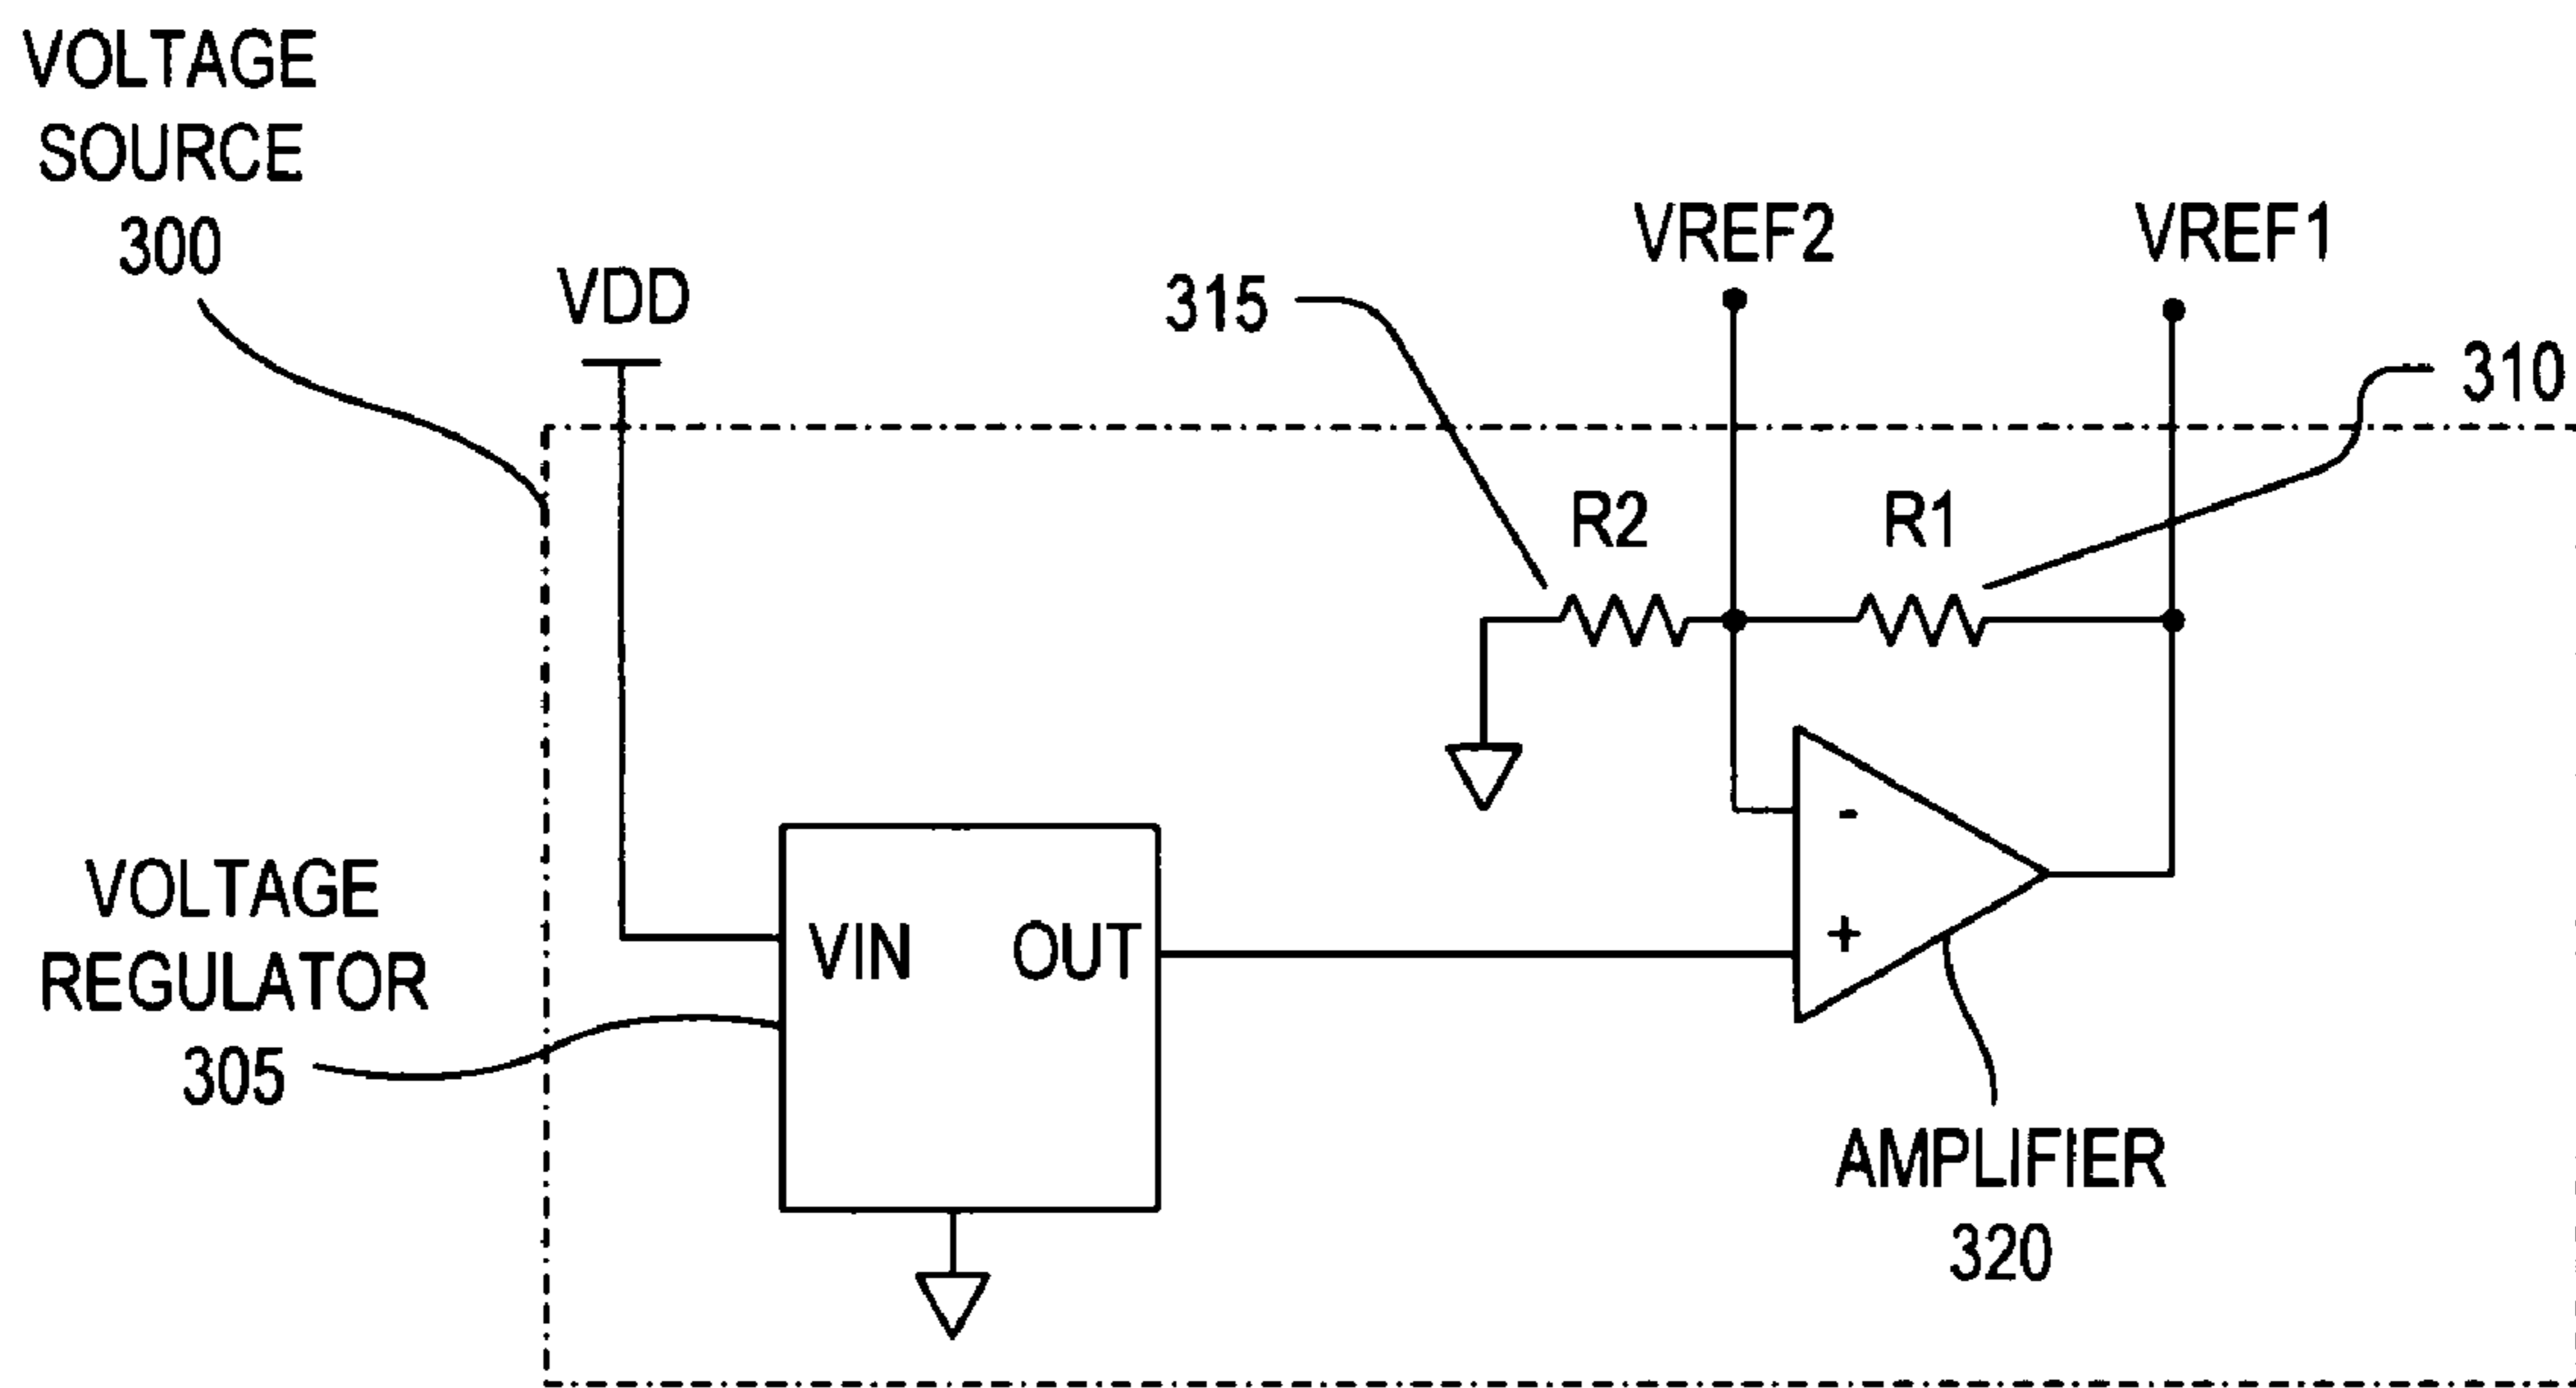 VOLTAGE
SOURCE
300
VDD
315
VREF2
VREF1
310
R2
R1
VOLTAGE
REGULATOR
305
VIN
OUT
-
+
AMPLIFIER
320